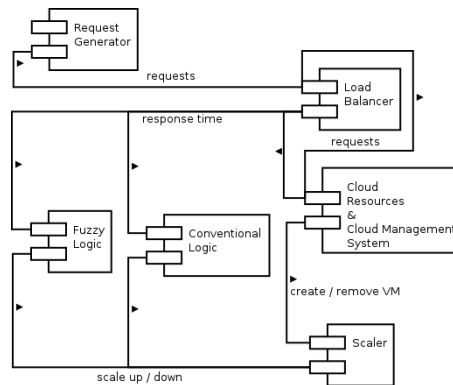 Request
Generator
requests
Load
Balancer
response time
requests
Cloud
Resources
&
Cloud Management
System
Fuzzy
Logic
Conventional
Logic
create / remove VM
Scaler
scale up / down